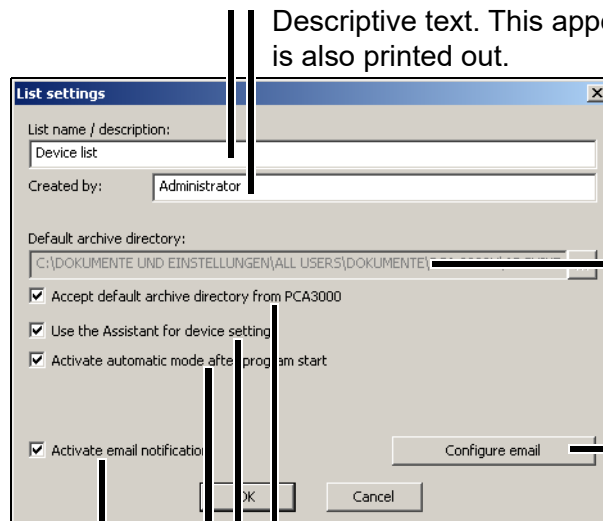 Descriptive text. This appe
is also printed out.
List settings
List name / description:
Device list
Created by: Administrator
Default archive directory:
C:\DOKUMENTE UND EINSTELLUNGEN\ALL USERS\DOKUMENTE\
Accept default archive directory from PCA3000
Use the Assistant for device setting
Activate automatic mode after program start
Activate email notification
Configure email
OK Cancel